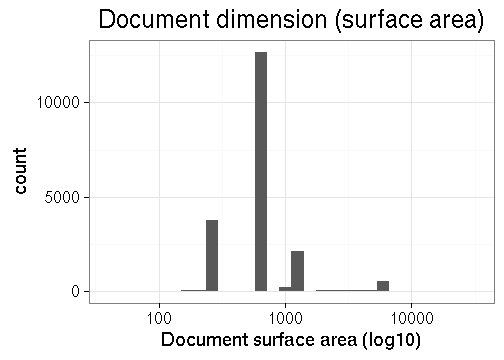 Document dimension (surface area)
10000
5000
0
count
100 1000 10000
Document surface area (log10)